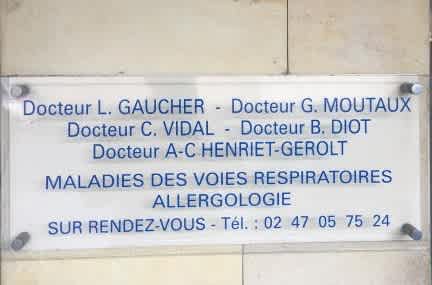 Docteur L. GAUCHER - Docteur G. MOUTAUX
Docteur C. VIDAL - Docteur B. DIOT
Docteur A-C HENRIET-GEROLT
MALADIES DES VOIES RESPIRATOIRES
ALLERGOLOGIE
SUR RENDEZ-VOUS - Tél. : 02 47 05 75 24